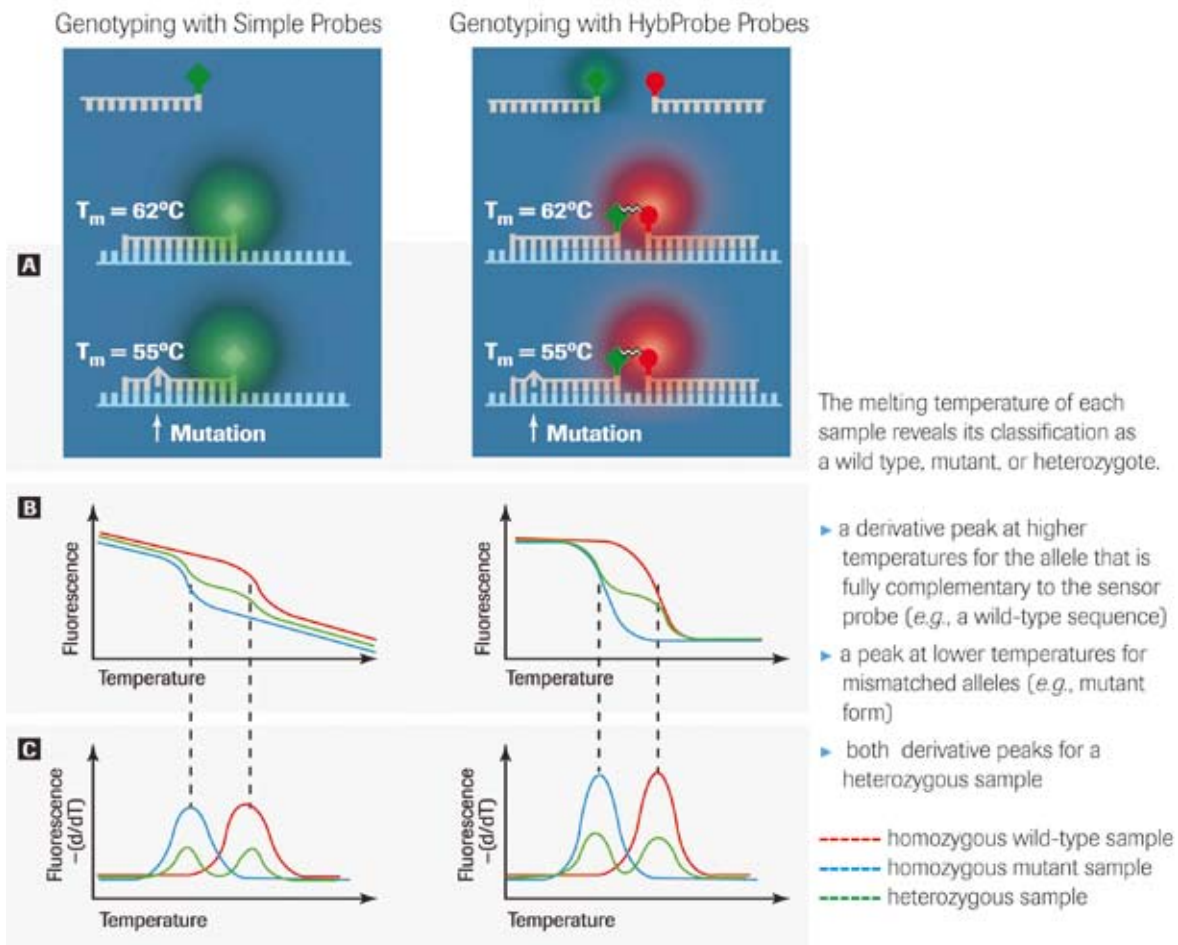 Genotyping with Simple Probes
Genotyping with HybProbe Probes
A
Tm = 62ºC
Tm = 55ºC
Mutation
Tm = 62ºC
Tm = 55ºC
Mutation
The melting temperature of each
sample reveals its classification as
a wild type, mutant, or heterozygote.
B
Fluorescence
Temperature
Fluorescence
Temperature
a derivative peak at higher
temperatures for the allele that is
fully complementary to the sensor
probe (e.g., a wild-type sequence)
a peak at lower temperatures for
mismatched alleles (e.g., mutant
form)
both derivative peaks for a
heterozygous sample
C
Fluorescence
–(d/dT)
Temperature
Fluorescence
–(d/dT)
Temperature
homozygous wild-type sample
homozygous mutant sample
heterozygous sample